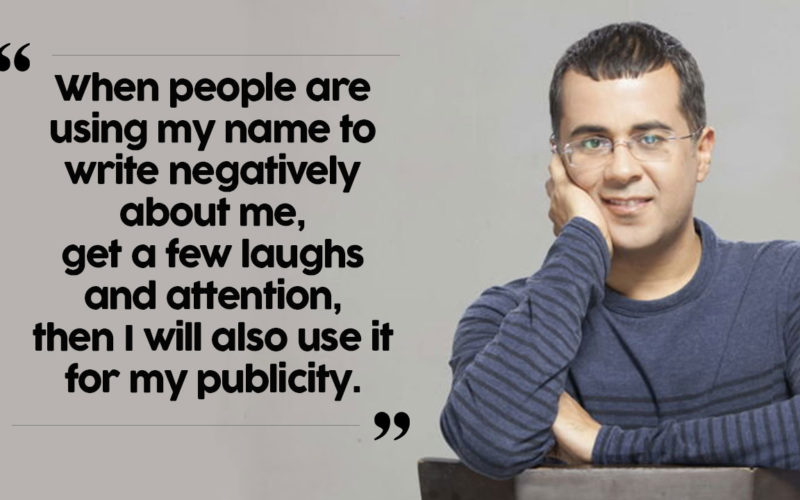 “
When people are
using my name to
write negatively
about me,
get a few laughs
and attention,
then I will also use it
for my publicity.
”